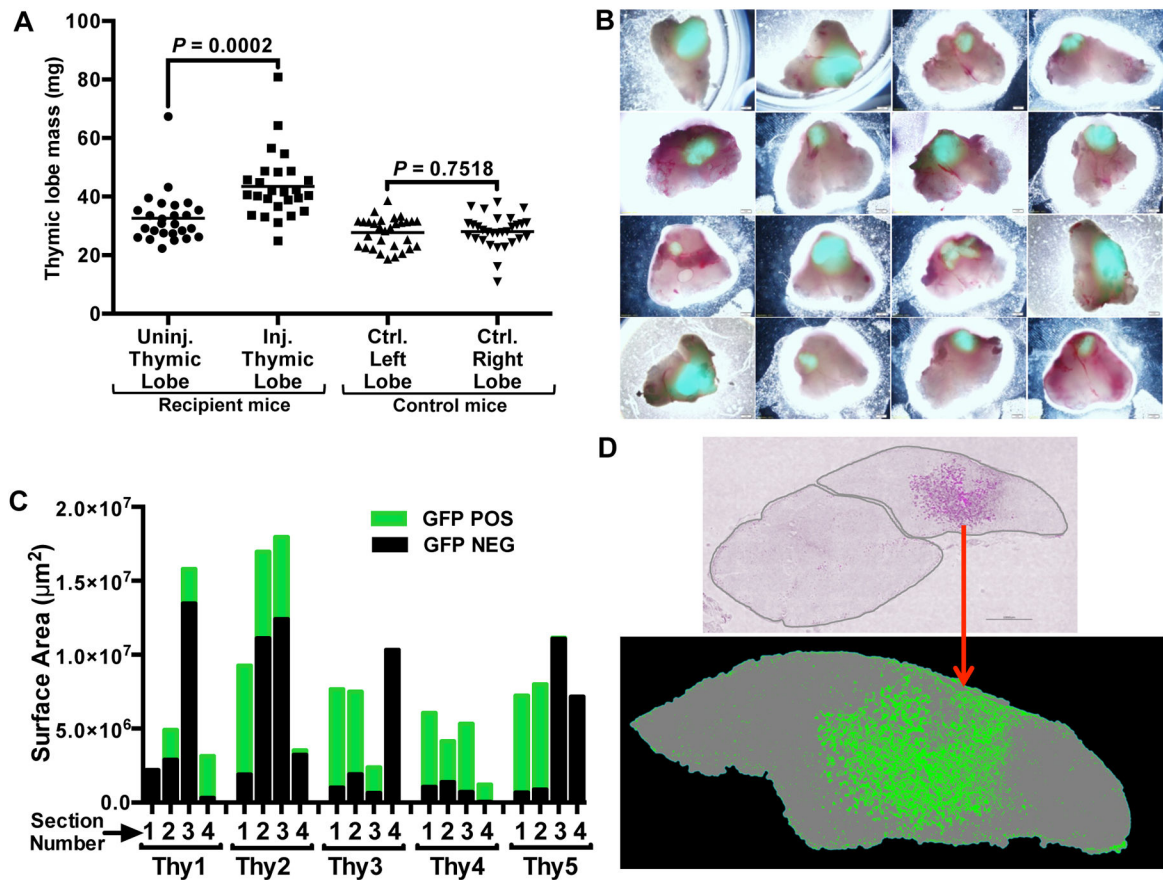 A
100
80
60
40
20
0
Thymic lobe mass (mg)
P = 0.0002
P = 0.7518
Uninj.
Thymic
Lobe
Inj.
Thymic
Lobe
Ctrl.
Left
Lobe
Ctrl.
Right
Lobe
Recipient mice
Control mice
B
C
2.0×10⁷
1.5×10⁷
1.0×10⁷
5.0×10⁶
0.0
Surface Area (µm²)
GFP POS
GFP NEG
Section
Number
1 2 3 4 1 2 3 4 1 2 3 4 1 2 3 4 1 2 3 4
Thy1 Thy2 Thy3 Thy4 Thy5
D